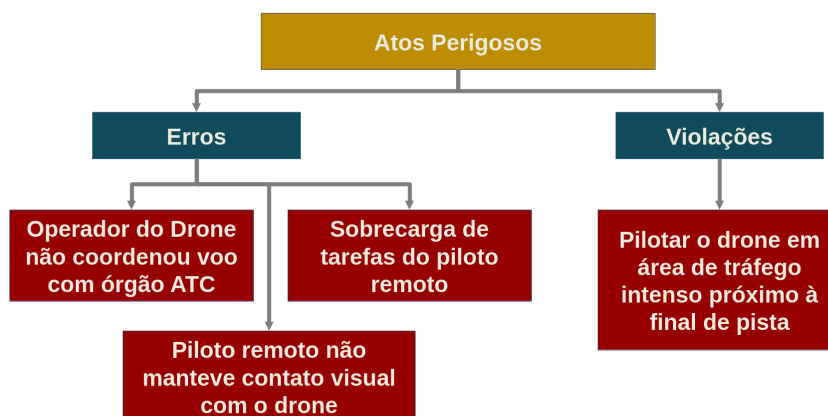 Atos Perigosos
Erros
Violações
Operador do Drone
não coordenou voo
com órgão ATC
Sobrecarga de
tarefas do piloto
remoto
Pilotar o drone em
área de tráfego
intenso próximo à
final de pista
Piloto remoto não
manteve contato visual
com o drone